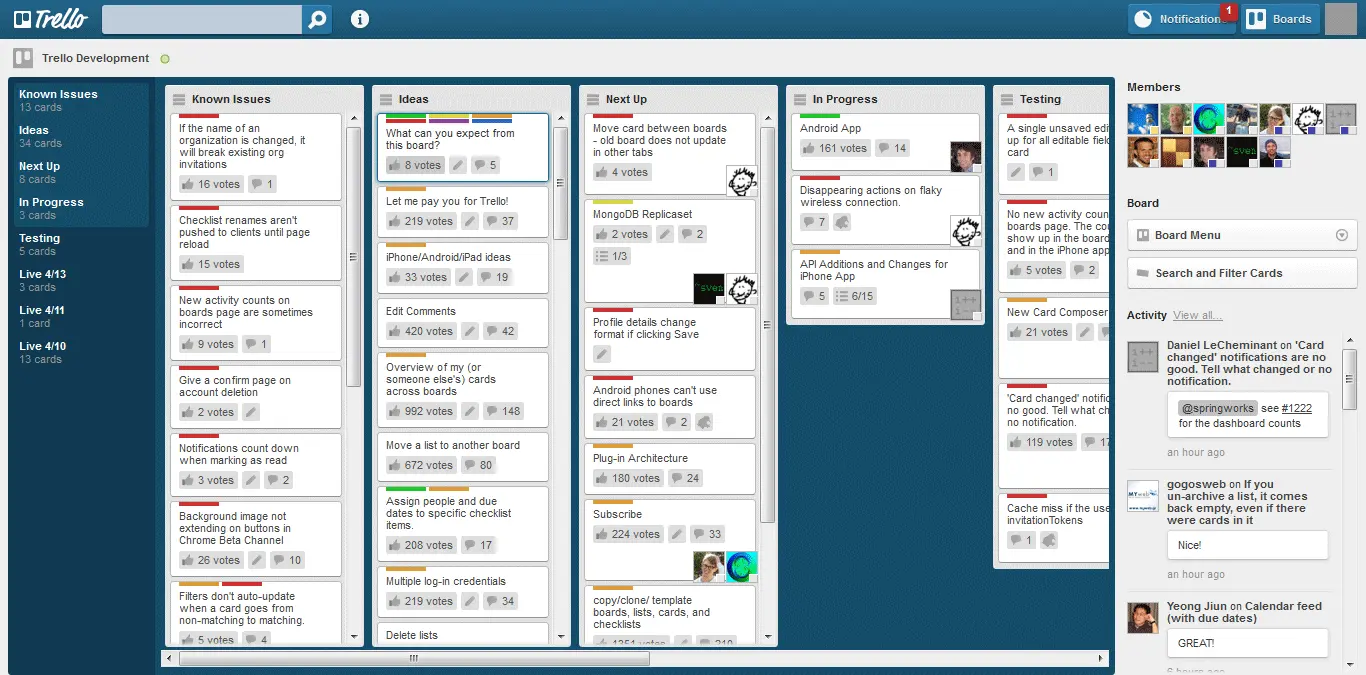 Trello
Notification
1
Boards
Trello Development
Known Issues
13 cards
Ideas
34 cards
Next Up
8 cards
In Progress
3 cards
Testing
5 cards
Live 4/13
3 cards
Live 4/11
1 card
Live 4/10
13 cards
Known Issues
If the name of an
organization is changed, it
will break existing org
invitations
16 votes 1
Checklist renames aren't
pushed to clients until page
reload
15 votes
New activity counts on
boards page are sometimes
incorrect
9 votes 1
Give a confirm page on
account deletion
2 votes
Notifications count down
when marking as read
3 votes 2
Background image not
extending on buttons in
Chrome Beta Channel
26 votes 10
Filters don't auto-update
when a card goes from
non-matching to matching.
5 votes 4
Ideas
What can you expect from
this board?
8 votes 5
Let me pay you for Trello!
219 votes 37
iPhone/Android/iPad ideas
33 votes 19
Edit Comments
420 votes 42
Overview of my (or
someone else's) cards
across boards
992 votes 148
Move a list to another board
672 votes 80
Assign people and due
dates to specific checklist
items.
208 votes 17
Multiple log-in credentials
219 votes 34
Delete lists
Next Up
Move card between boards
- old board does not update
in other tabs
4 votes
MongoDB Replicaset
2 votes 2
1/3
^sven
Profile details change
format if clicking Save
Android phones can't use
direct links to boards
21 votes 2
Plug-in Architecture
180 votes 24
Subscribe
224 votes 33
copy/clone/ template
boards, lists, cards, and
checklists
1351 votes 210
In Progress
Android App
161 votes 14
Disappearing actions on flaky
wireless connection.
7
API Additions and Changes for
iPhone App
5 6/15
i++
i--
Testing
A single unsaved edi
up for all editable field
card
1
No new activity coun
boards page. The cou
show up in the board
and in the iPhone app
5 votes 2
New Card Composer
21 votes
'Card changed' notific
no good. Tell what ch
no notification.
119 votes 17
Cache miss if the use
invitationTokens
1
Members
^sven
Board
Board Menu
Search and Filter Cards
Activity View all...
Daniel LeCheminant on 'Card
changed' notifications are no
good. Tell what changed or no
notification.
@springworks see #1222
for the dashboard counts
an hour ago
gogosweb on If you
un-archive a list, it comes
back empty, even if there
were cards in it
Nice!
an hour ago
Yeong Jiun on Calendar feed
(with due dates)
GREAT!
6 hours ago